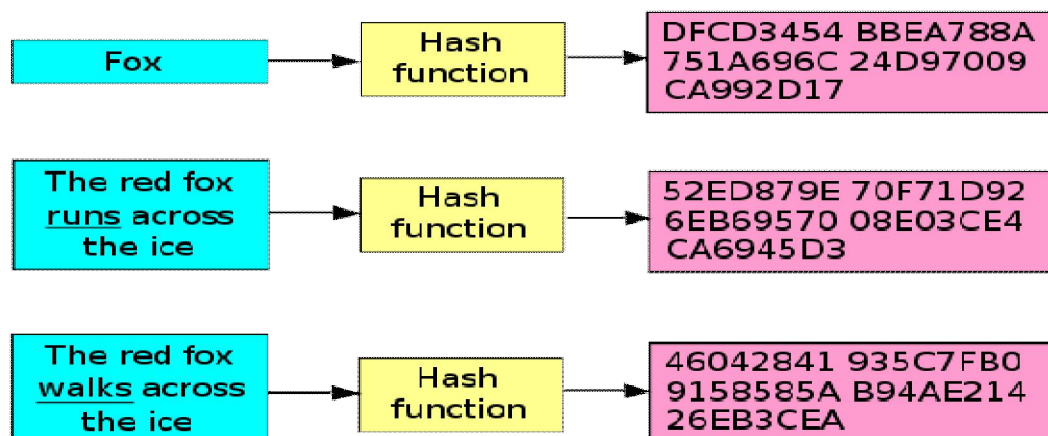 Fox
Hash
function
DFCD3454 BBEA788A
751A696C 24D97009
CA992D17
The red fox
runs across
the ice
Hash
function
52ED879E 70F71D92
6EB69570 08E03CE4
CA6945D3
The red fox
walks across
the ice
Hash
function
46042841 935C7FB0
9158585A B94AE214
26EB3CEA